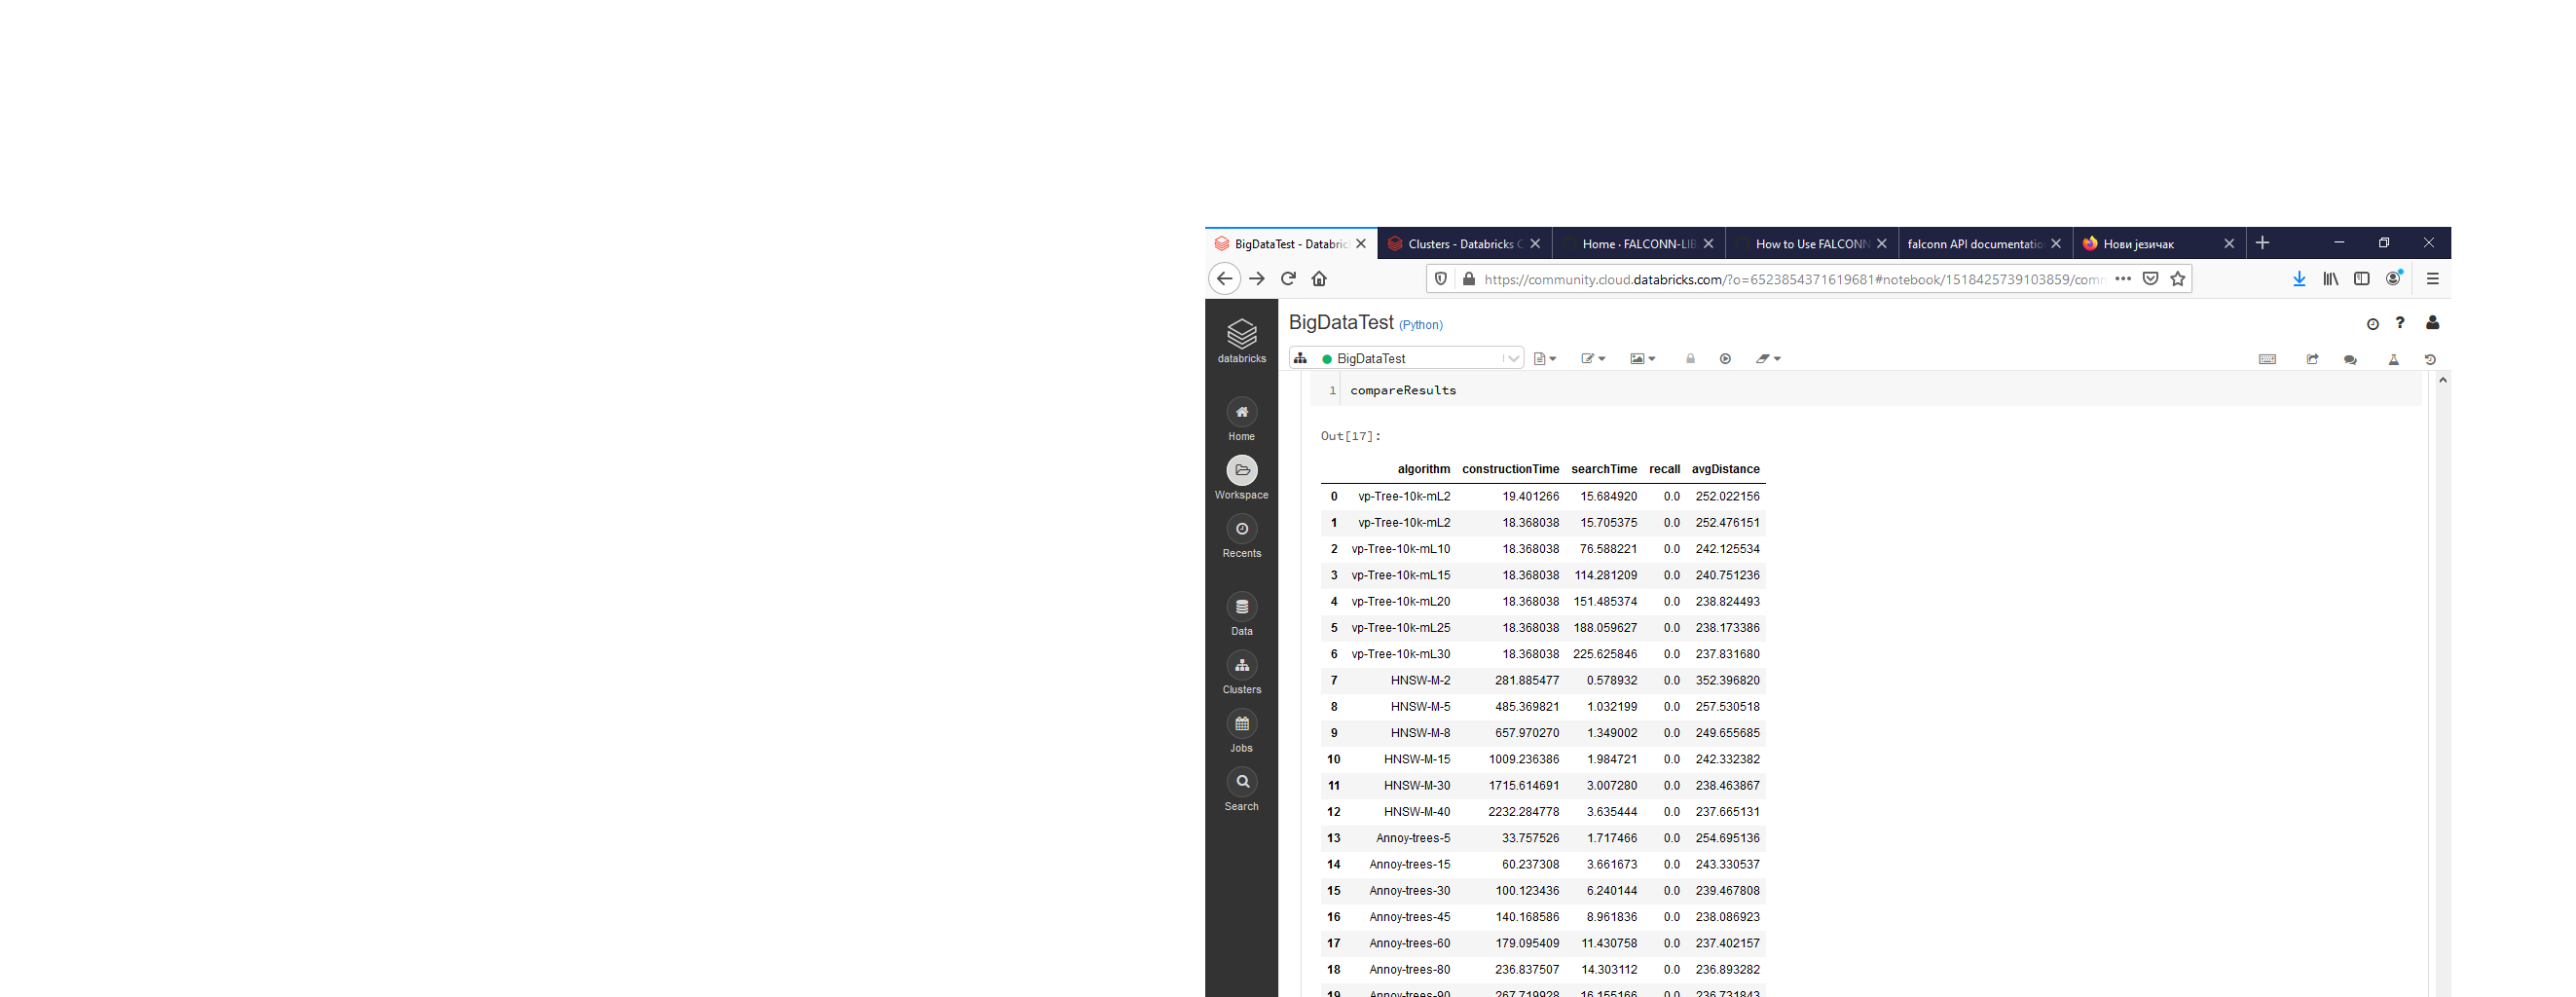 BigDataTest - Databric
Clusters - Databricks C
Home · FALCONN-LIB
How to Use FALCONN
falconn API documentatio
Нови језичак
https://community.cloud.databricks.com/?o=6523854371619681#notebook/1518425739103859/com
databricks
Home
Workspace
Recents
Data
Clusters
Jobs
Search
BigDataTest (Python)
BigDataTest
1 compareResults
Out[17]:
algorithm constructionTime searchTime recall avgDistance
0 vp-Tree-10k-mL2 19.401266 15.684920 0.0 252.022156
1 vp-Tree-10k-mL2 18.368038 15.705375 0.0 252.476151
2 vp-Tree-10k-mL10 18.368038 76.588221 0.0 242.125534
3 vp-Tree-10k-mL15 18.368038 114.281209 0.0 240.751236
4 vp-Tree-10k-mL20 18.368038 151.485374 0.0 238.824493
5 vp-Tree-10k-mL25 18.368038 188.059627 0.0 238.173386
6 vp-Tree-10k-mL30 18.368038 225.625846 0.0 237.831680
7 HNSW-M-2 281.885477 0.578932 0.0 352.396820
8 HNSW-M-5 485.369821 1.032199 0.0 257.530518
9 HNSW-M-8 657.970270 1.349002 0.0 249.655685
10 HNSW-M-15 1009.236386 1.984721 0.0 242.332382
11 HNSW-M-30 1715.614691 3.007280 0.0 238.463867
12 HNSW-M-40 2232.284778 3.635444 0.0 237.665131
13 Annoy-trees-5 33.757526 1.717466 0.0 254.695136
14 Annoy-trees-15 60.237308 3.661673 0.0 243.330537
15 Annoy-trees-30 100.123436 6.240144 0.0 239.467808
16 Annoy-trees-45 140.168586 8.961836 0.0 238.086923
17 Annoy-trees-60 179.095409 11.430758 0.0 237.402157
18 Annoy-trees-80 236.837507 14.303112 0.0 236.893282
19 Annoy-trees-90 267.719928 16.155166 0.0 236.731843